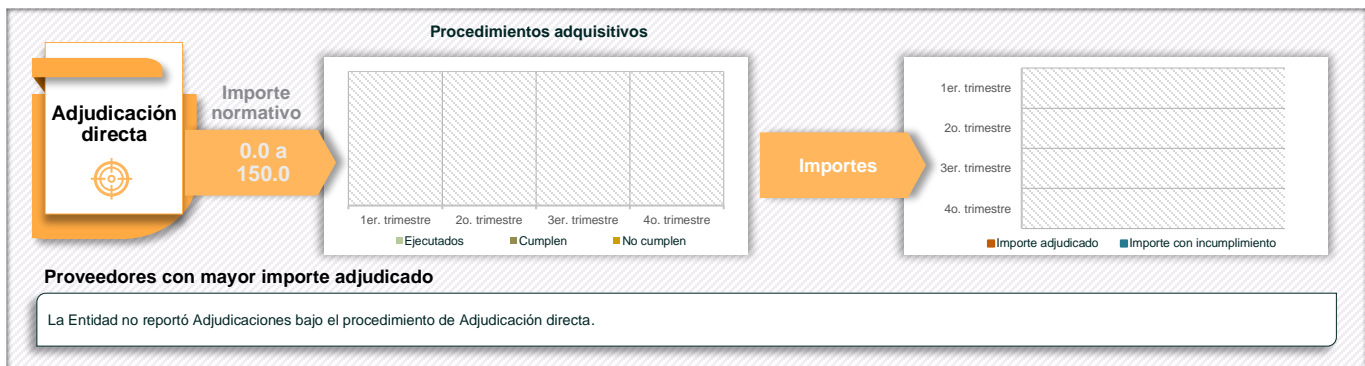 Procedimientos adquisitivos
Adjudicación
directa
Importe
normativo
0.0 a
150.0
1er. trimestre 2o. trimestre 3er. trimestre 4o. trimestre
Ejecutados Cumplen No cumplen
Importes
1er. trimestre
2o. trimestre
3er. trimestre
4o. trimestre
Importe adjudicado Importe con incumplimiento
Proveedores con mayor importe adjudicado
La Entidad no reportó Adjudicaciones bajo el procedimiento de Adjudicación directa.